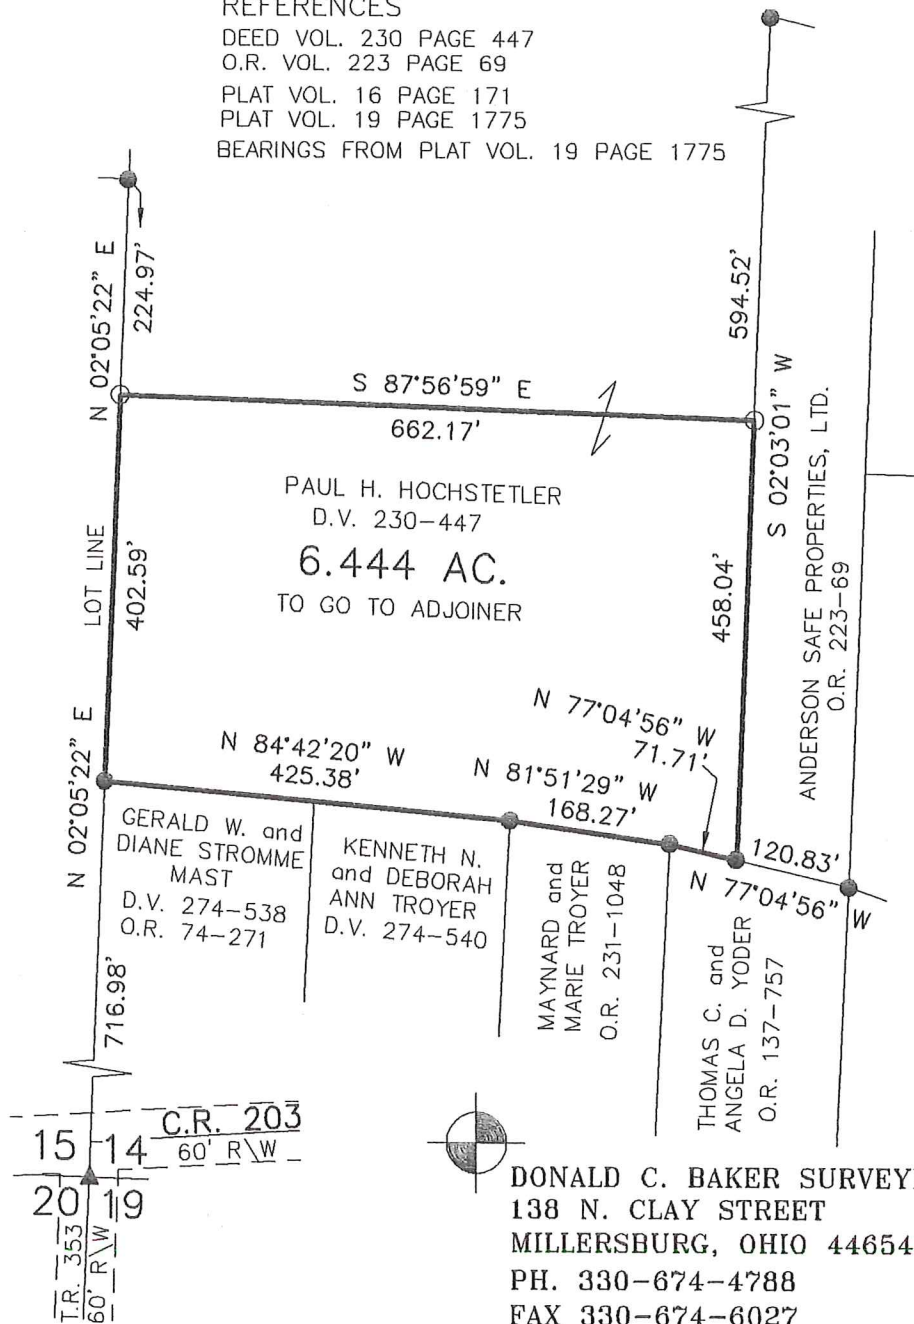 REFERENCES
DEED VOL. 230 PAGE 447
O.R. VOL. 223 PAGE 69
PLAT VOL. 16 PAGE 171
PLAT VOL. 19 PAGE 1775
BEARINGS FROM PLAT VOL. 19 PAGE 1775
N 02°05'22" E
224.97'
594.52'
S 87°56'59" E
662.17'
S 02°03'01" W
PAUL H. HOCHSTETLER
D.V. 230-447
6.444 AC.
TO GO TO ADJOINER
LOT LINE
402.59'
458.04'
ANDERSON SAFE PROPERTIES, LTD.
O.R. 223-69
N 02°05'22" E
N 84°42'20" W
425.38'
N 81°51'29" W
168.27'
N 77°04'56" W
71.71'
120.83'
N 77°04'56" W
GERALD W. and
DIANE STROMME
MAST
D.V. 274-538
O.R. 74-271
KENNETH N.
and DEBORAH
ANN TROYER
D.V. 274-540
MAYNARD and
MARIE TROYER
O.R. 231-1048
THOMAS C. and
ANGELA D. YODER
O.R. 137-757
716.98'
C.R. 203
60' R\W
15 14
20 19
T.R. 353
60' R\W
DONALD C. BAKER SURVEY
138 N. CLAY STREET
MILLERSBURG, OHIO 44654
PH. 330-674-4788
FAX 330-674-6027